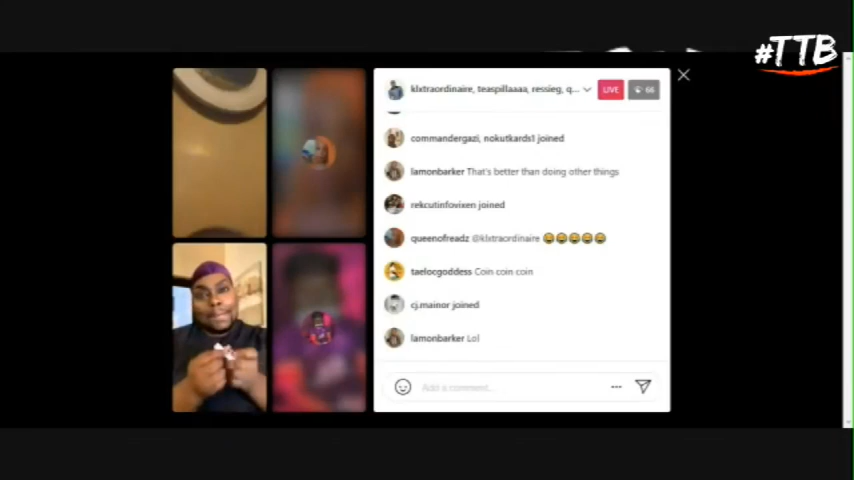 #TTB
klxtraordinaire, teaspillaaaa, ressieg, q...
LIVE
66
commandergazi, nokutkards1 joined
lamonbarker That's better than doing other things
rekcutinfovixen joined
queenofreadz @klxtraordinaire 😩😩😩😩😩
taelocgoddess Coin coin coin
cj.mainor joined
lamonbarker Lol
Add a comment...